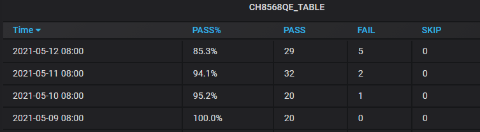 CH8568QE_TABLE
Time PASS% PASS FAIL SKIP
2021-05-12 08:00 85.3% 29 5 0
2021-05-11 08:00 94.1% 32 2 0
2021-05-10 08:00 95.2% 20 1 0
2021-05-09 08:00 100.0% 20 0 0